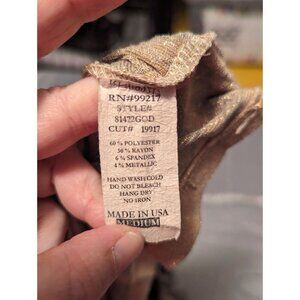 RN#99217
STYLE#
81472GOD
CUT# 19917
60% POLYESTER
30% RAYON
6% SPANDEX
4% METALLIC
HAND WASH COLD
DO NOT BLEACH
HANG DRY
NO IRON
MADE IN USA
MEDIUM